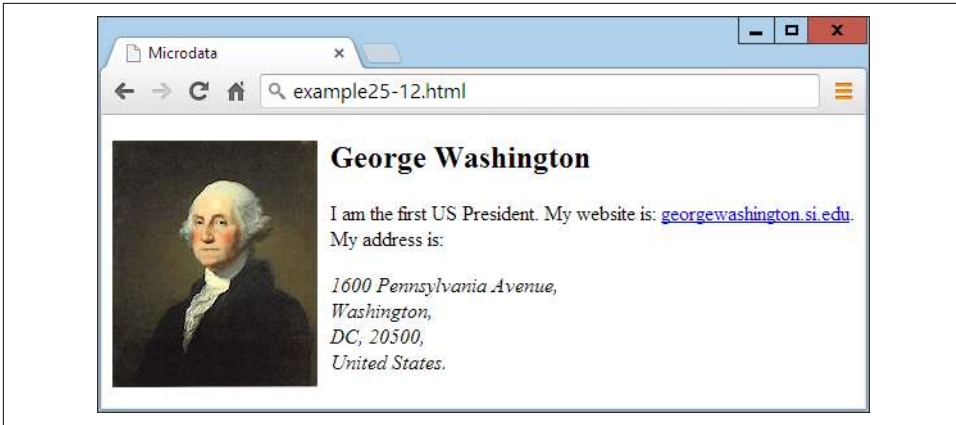 Microdata
example25-12.html
George Washington
I am the first US President. My website is: georgewashington.si.edu.
My address is:
1600 Pennsylvania Avenue,
Washington,
DC, 20500,
United States.